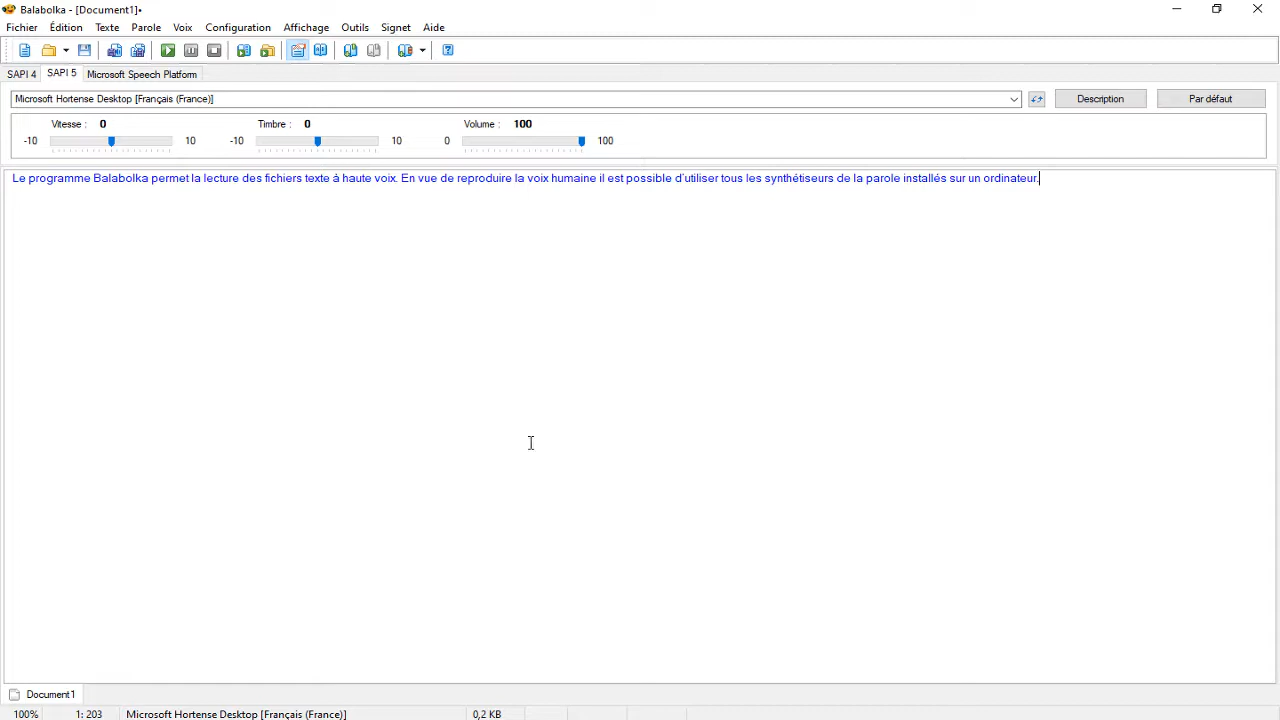 Balabolka - [Document1]•
Fichier Édition Texte Parole Voix Configuration Affichage Outils Signet Aide
SAPI 4 SAPI 5 Microsoft Speech Platform
Microsoft Hortense Desktop [Français (France)] Description Par défaut
Vitesse : 0 Timbre : 0 Volume : 100
-10 10 -10 10 0 100
Le programme Balabolka permet la lecture des fichiers texte à haute voix. En vue de reproduire la voix humaine il est possible d'utiliser tous les synthétiseurs de la parole installés sur un ordinateur.
Document1
100% 1: 203 Microsoft Hortense Desktop [Français (France)] 0,2 KB